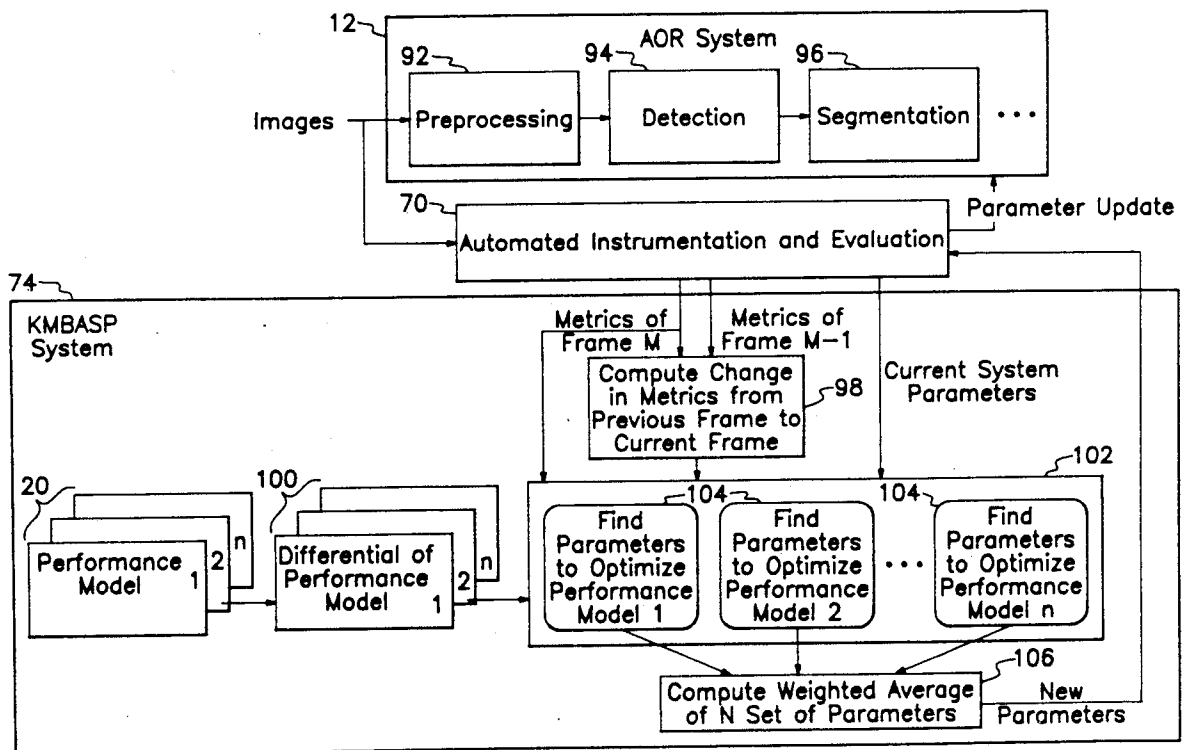 12
AOR System
92
94
96
Images
Preprocessing
Detection
Segmentation
...
70
Parameter Update
Automated Instrumentation and Evaluation
74
KMBASP
System
Metrics of
Frame M
Metrics of
Frame M-1
Compute Change
in Metrics from
Previous Frame to
Current Frame
98
Current System
Parameters
102
20
Performance
Model 1
2
n
100
Differential of
Performance
Model 1
2
n
104
104
Find
Parameters
to Optimize
Performance
Model 1
Find
Parameters
to Optimize
Performance
Model 2
...
Find
Parameters
to Optimize
Performance
Model n
106
Compute Weighted Average
of N Set of Parameters
New
Parameters